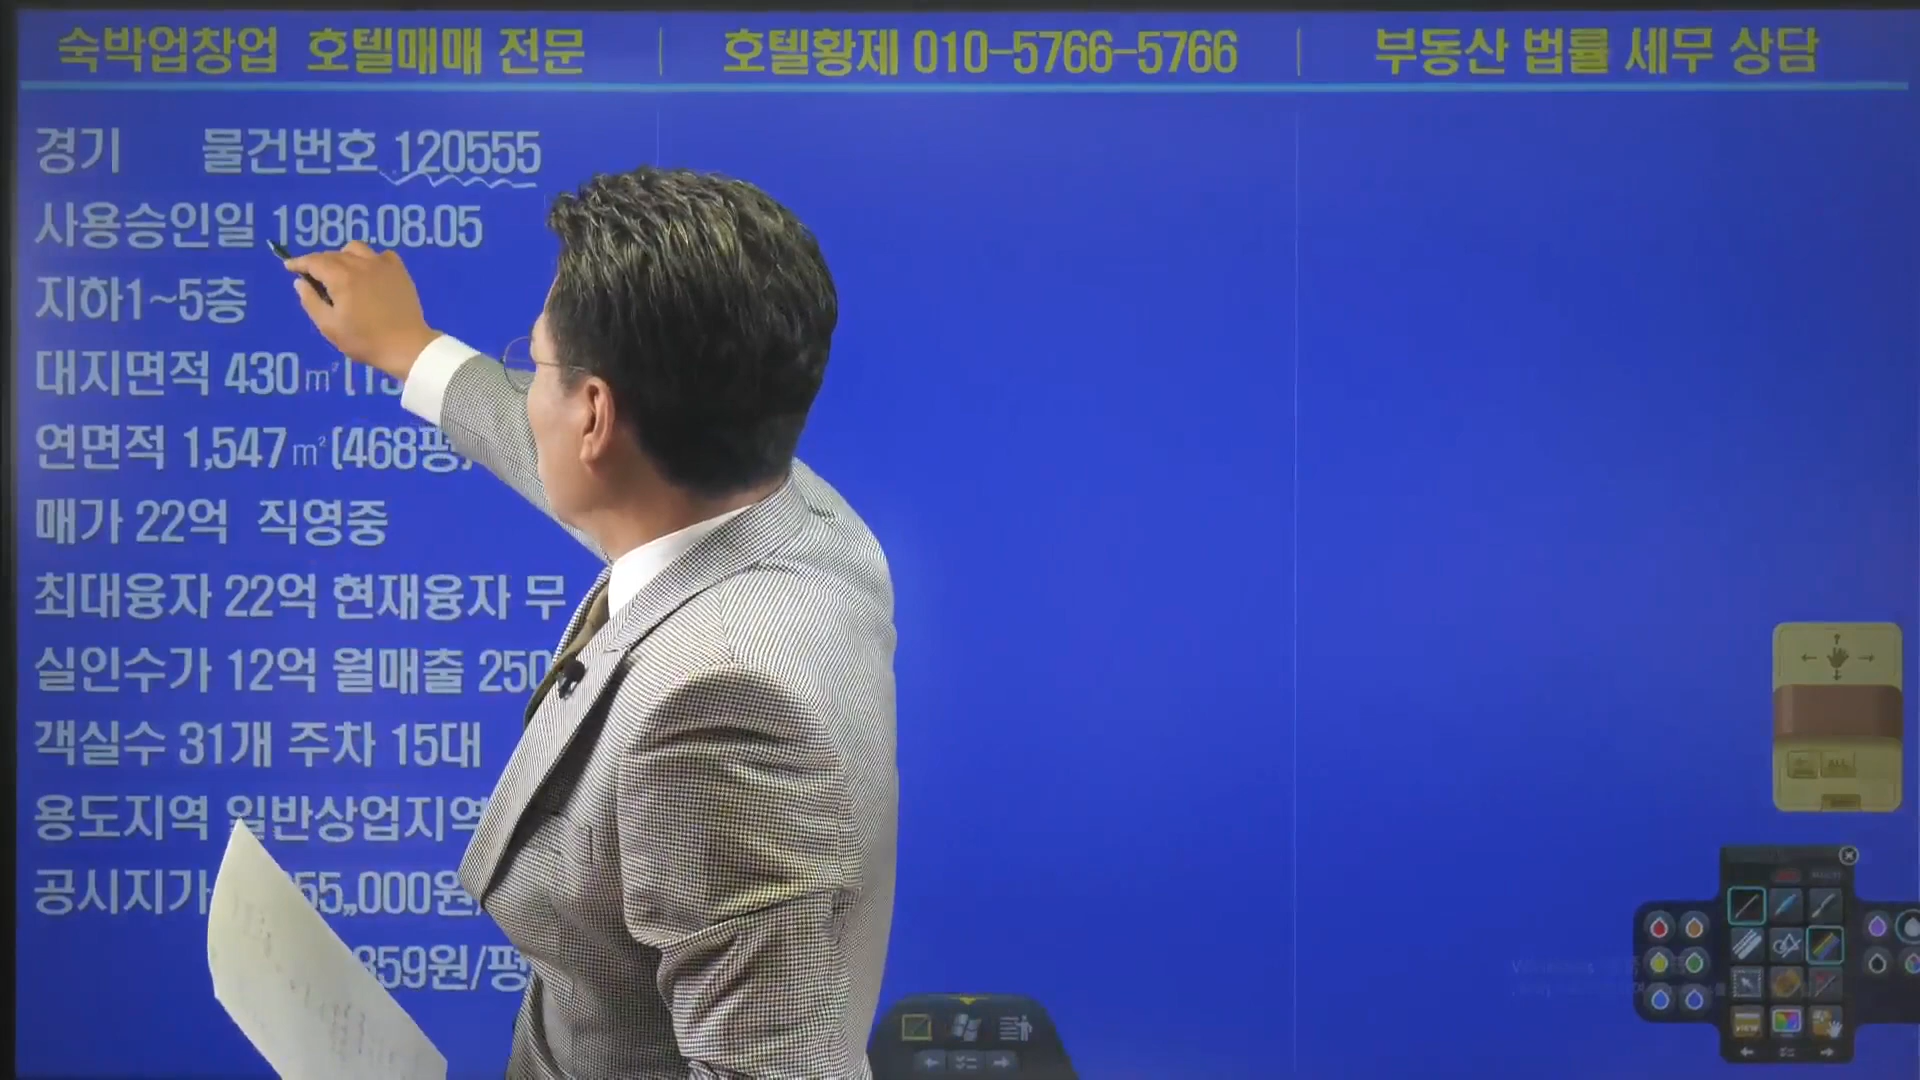 숙박업창업 호텔매매 전문
호텔황제 010-5766-5766
부동산 법률 세무 상담
경기 물건번호 120555
사용승인일 1986.08.05
지하1~5층
대지면적 430㎡
연면적 1,547㎡(468평)
매가 22억 직영중
최대융자 22억 현재융자 무
실인수가 12억 월매출 250
객실수 31개 주차 15대
용도지역 일반상업지역
공시지가 55,,000원/
859원/평